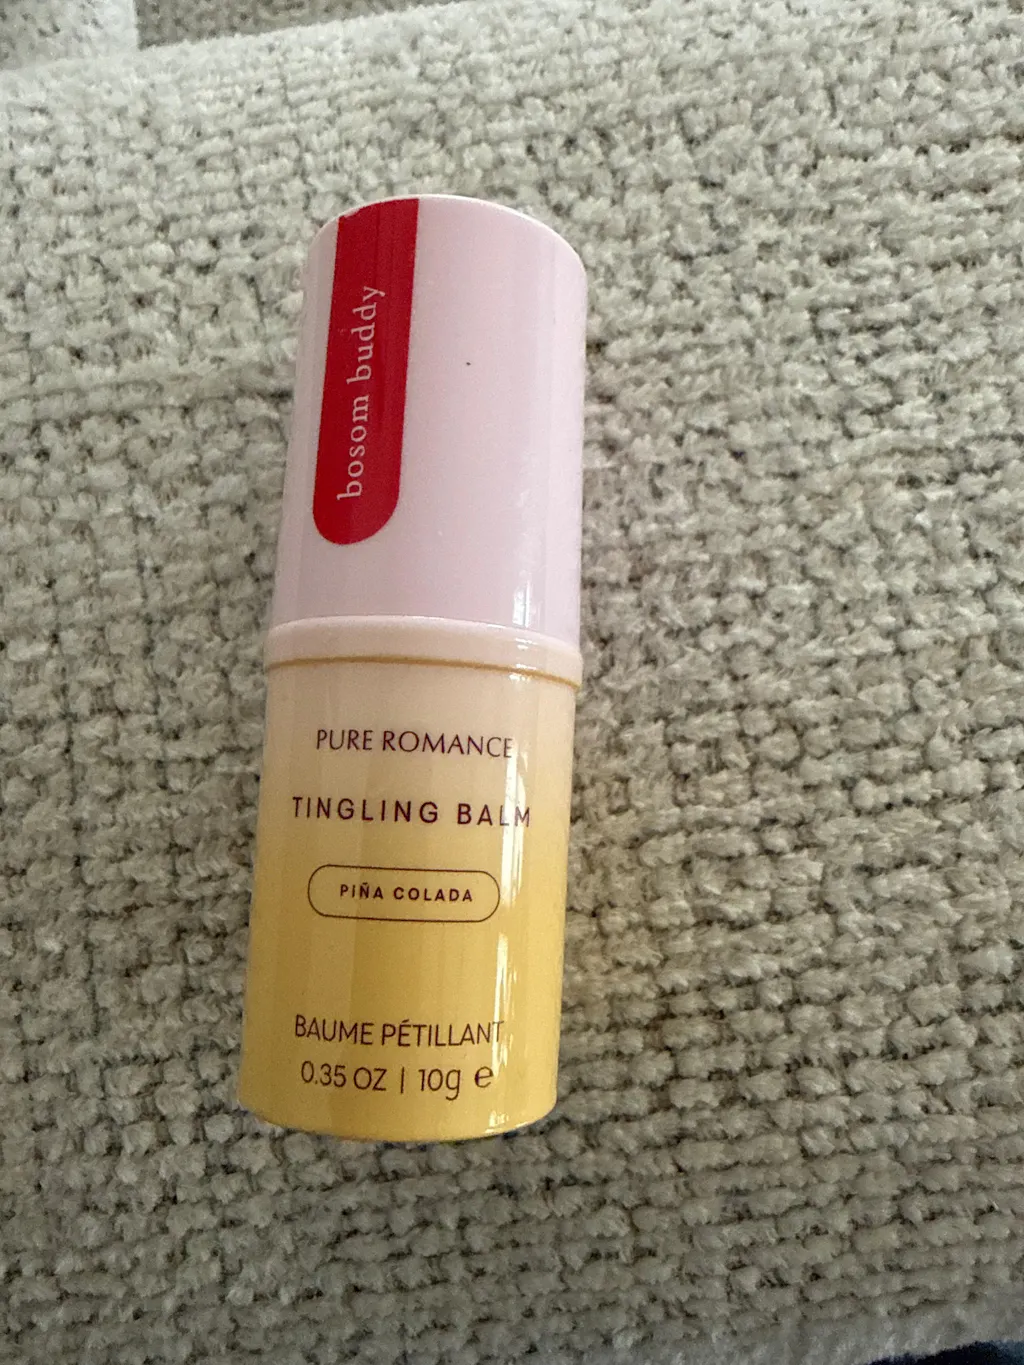 bosom buddy
PURE ROMANCE
TINGLING BALM
PIÑA COLADA
BAUME PÉTILLANT
0.35 OZ | 10g ℮